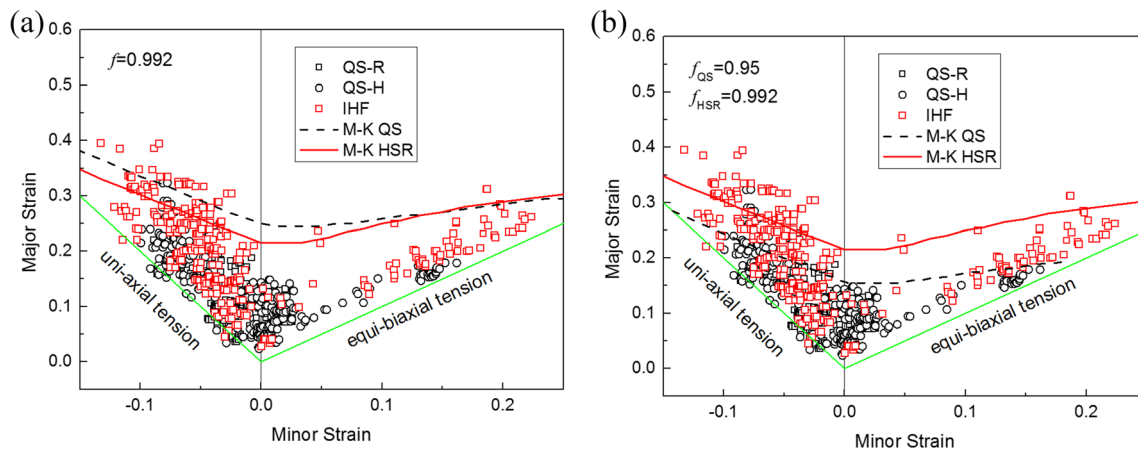 (a)
0.6
0.5
0.4
0.3
0.2
0.1
0.0
Major Strain
f=0.992
QS-R
QS-H
IHF
M-K QS
M-K HSR
uni-axial tension
equi-biaxial tension
-0.1
0.0
0.1
0.2
Minor Strain
(b)
0.6
0.5
0.4
0.3
0.2
0.1
0.0
Major Strain
fQS=0.95
fHSR=0.992
QS-R
QS-H
IHF
M-K QS
M-K HSR
uni-axial tension
equi-biaxial tension
-0.1
0.0
0.1
0.2
Minor Strain